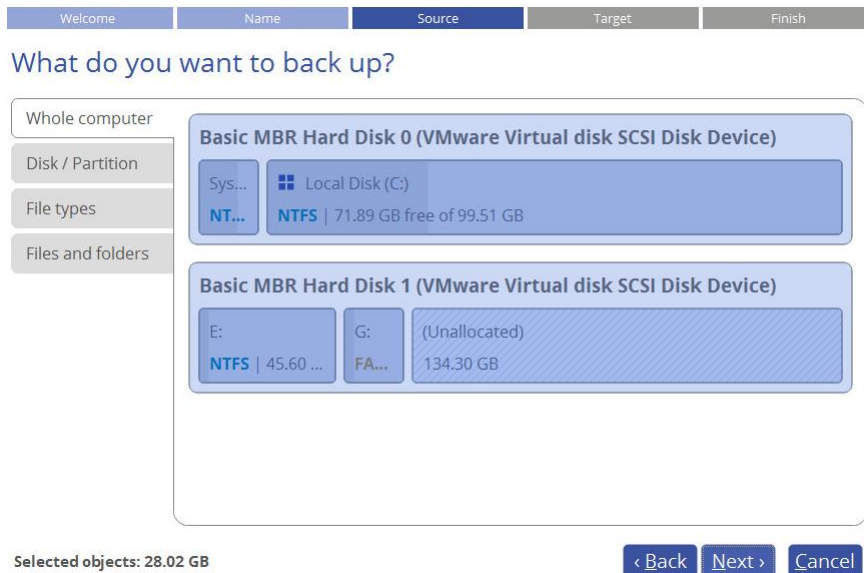 Welcome Name Source Target Finish
What do you want to back up?
Whole computer
Disk / Partition
File types
Files and folders
Basic MBR Hard Disk 0 (VMware Virtual disk SCSI Disk Device)
Sys... Local Disk (C:)
NT... NTFS | 71.89 GB free of 99.51 GB
Basic MBR Hard Disk 1 (VMware Virtual disk SCSI Disk Device)
E: G: (Unallocated)
NTFS | 45.60 ... FA... 134.30 GB
Selected objects: 28.02 GB ‹ Back Next › Cancel